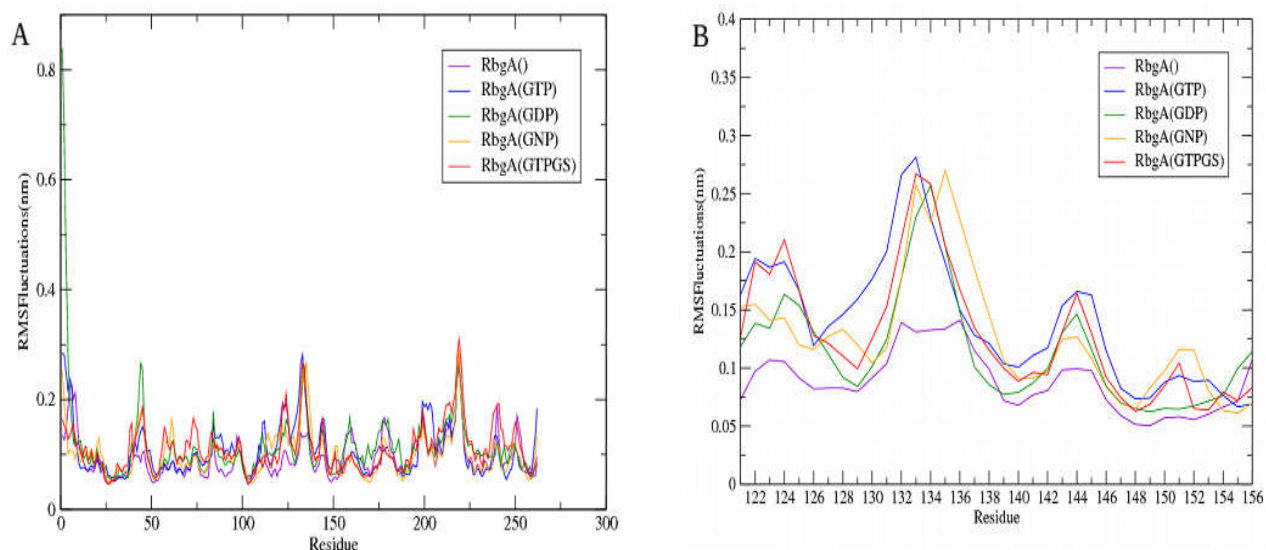 A
RMSFluctuations(nm)
0.8
0.6
0.4
0.2
0
0
50
100
150
200
250
300
Residue
RbgA()
RbgA(GTP)
RbgA(GDP)
RbgA(GNP)
RbgA(GTPGS)
B
RMSFluctuations(nm)
0.4
0.35
0.3
0.25
0.2
0.15
0.1
0.05
0
122 124 126 128 130 132 134 136 138 140 142 144 146 148 150 152 154 156
Residue
RbgA()
RbgA(GTP)
RbgA(GDP)
RbgA(GNP)
RbgA(GTPGS)